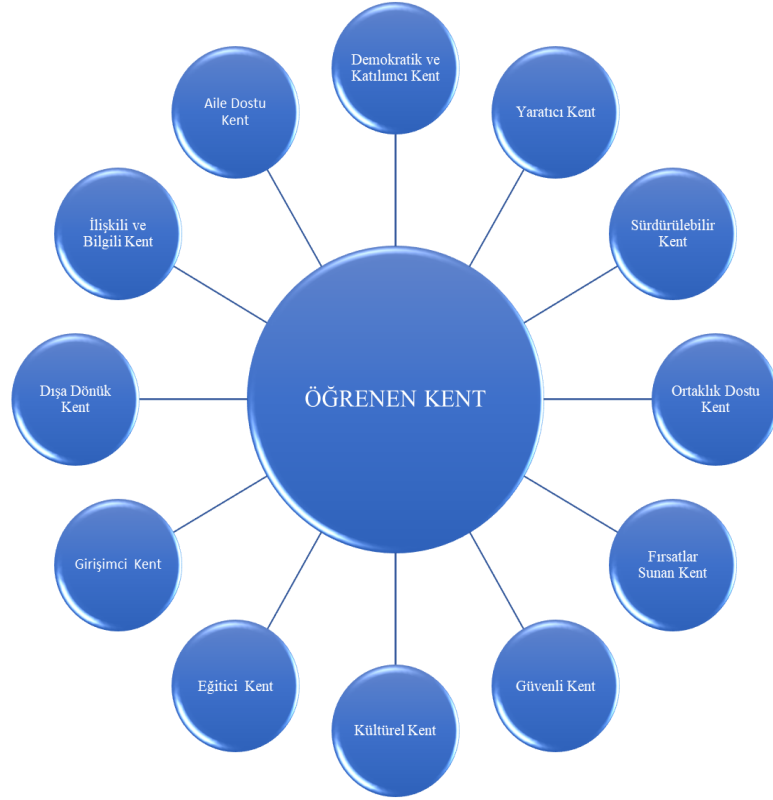 Demokratik ve
Katılımcı Kent
Yaratıcı Kent
Sürdürülebilir
Kent
Ortaklık Dostu
Kent
Fırsatlar
Sunan Kent
Güvenli Kent
Kültürel Kent
Eğitici Kent
Girişimci Kent
Dışa Dönük
Kent
İlişkili ve
Bilgili Kent
Aile Dostu
Kent
ÖĞRENEN KENT